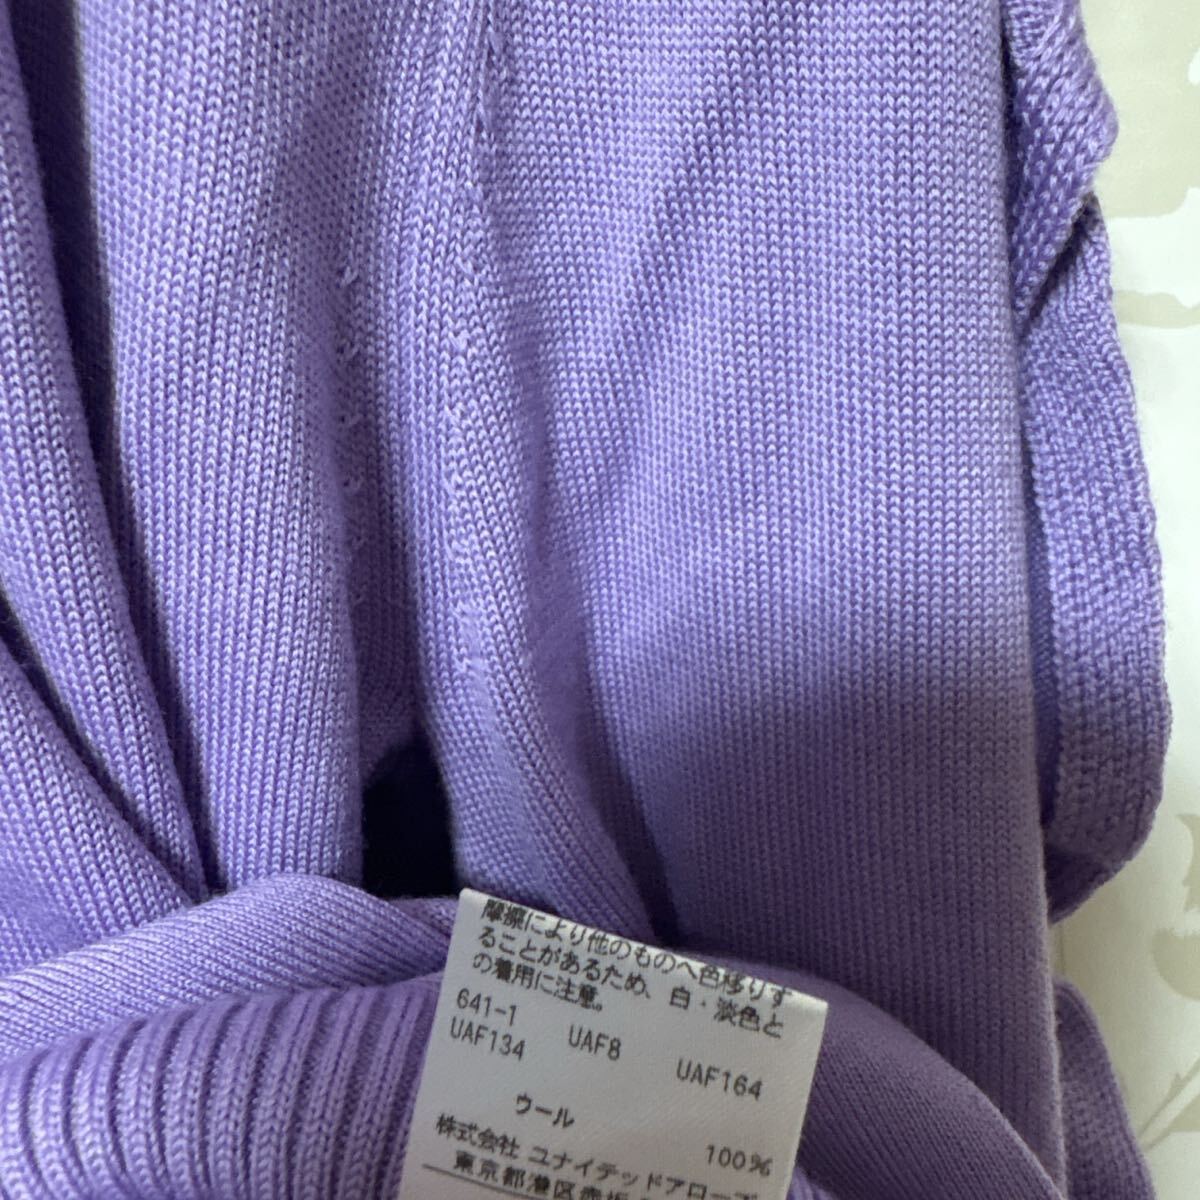 摩擦により他のものへ色移りす
ることがあるため、白・淡色と
の着用に注意。
641-1 UAF8
UAF134 UAF164
ウール 100%
株式会社 ユナイテッドアローズ
東京都港区赤坂